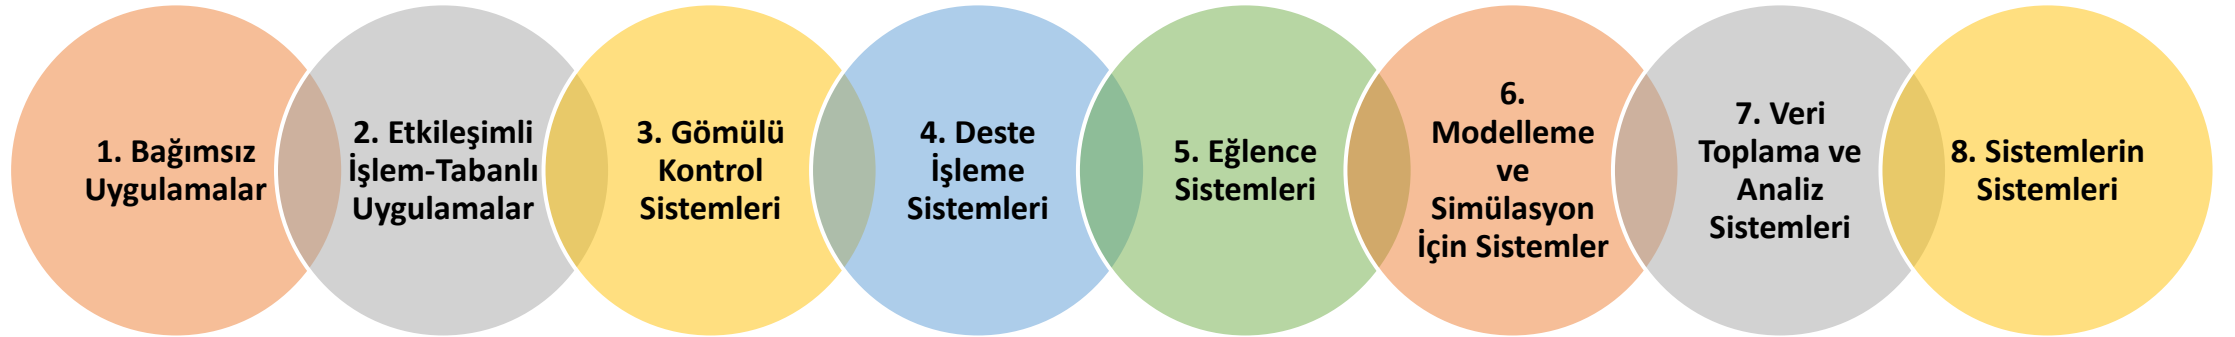 1. Bağımsız
Uygulamalar
2. Etkileşimli
İşlem-Tabanlı
Uygulamalar
3. Gömülü
Kontrol
Sistemleri
4. Deste
İşleme
Sistemleri
5. Eğlence
Sistemleri
6.
Modelleme
ve
Simülasyon
İçin Sistemler
7. Veri
Toplama ve
Analiz
Sistemleri
8. Sistemlerin
Sistemleri